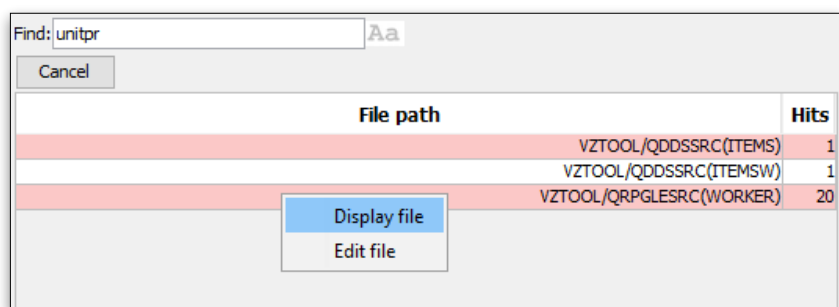 Find: unitpr Aa
Cancel
File path Hits
VZTOOL/QDDSSRC(ITEMS) 1
VZTOOL/QDDSSRC(ITEMSW) 1
VZTOOL/QRPGLESRC(WORKER) 20
Display file
Edit file